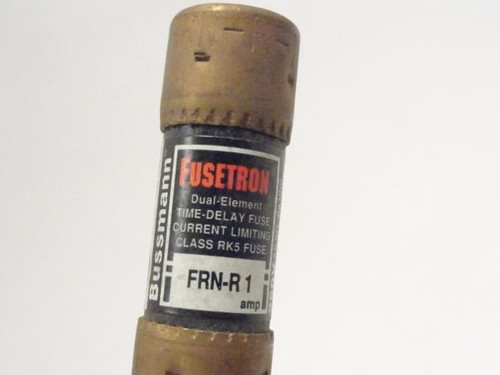 Bussmann
FUSETRON
Dual-Element
TIME-DELAY FUSE
CURRENT LIMITING
CLASS RK5 FUSE
FRN-R 1
amp